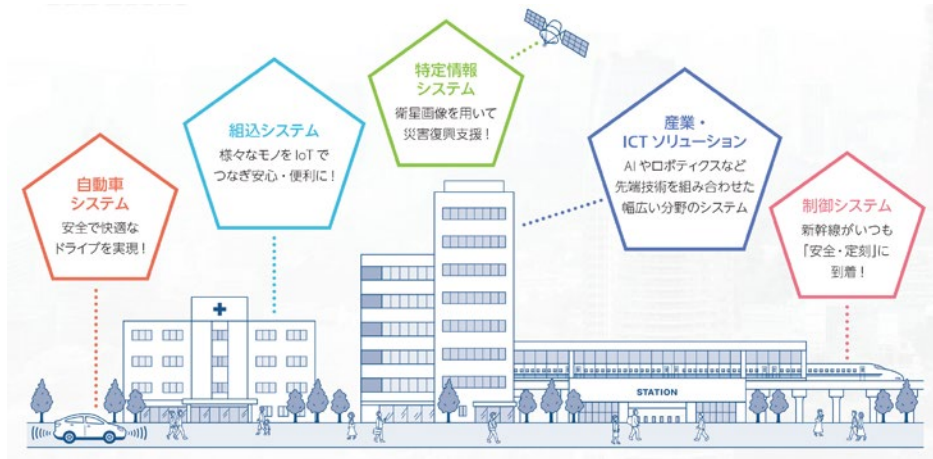 自動車
システム
安全で快適な
ドライブを実現！
組込システム
様々なモノをIoTで
つなぎ安心・便利に！
特定情報
システム
衛星画像を用いて
災害復興支援！
産業・
ICTソリューション
AIやロボティクスなど
先端技術を組み合わせた
幅広い分野のシステム
制御システム
新幹線がいつも
「安全・定刻」に
到着！
STATION